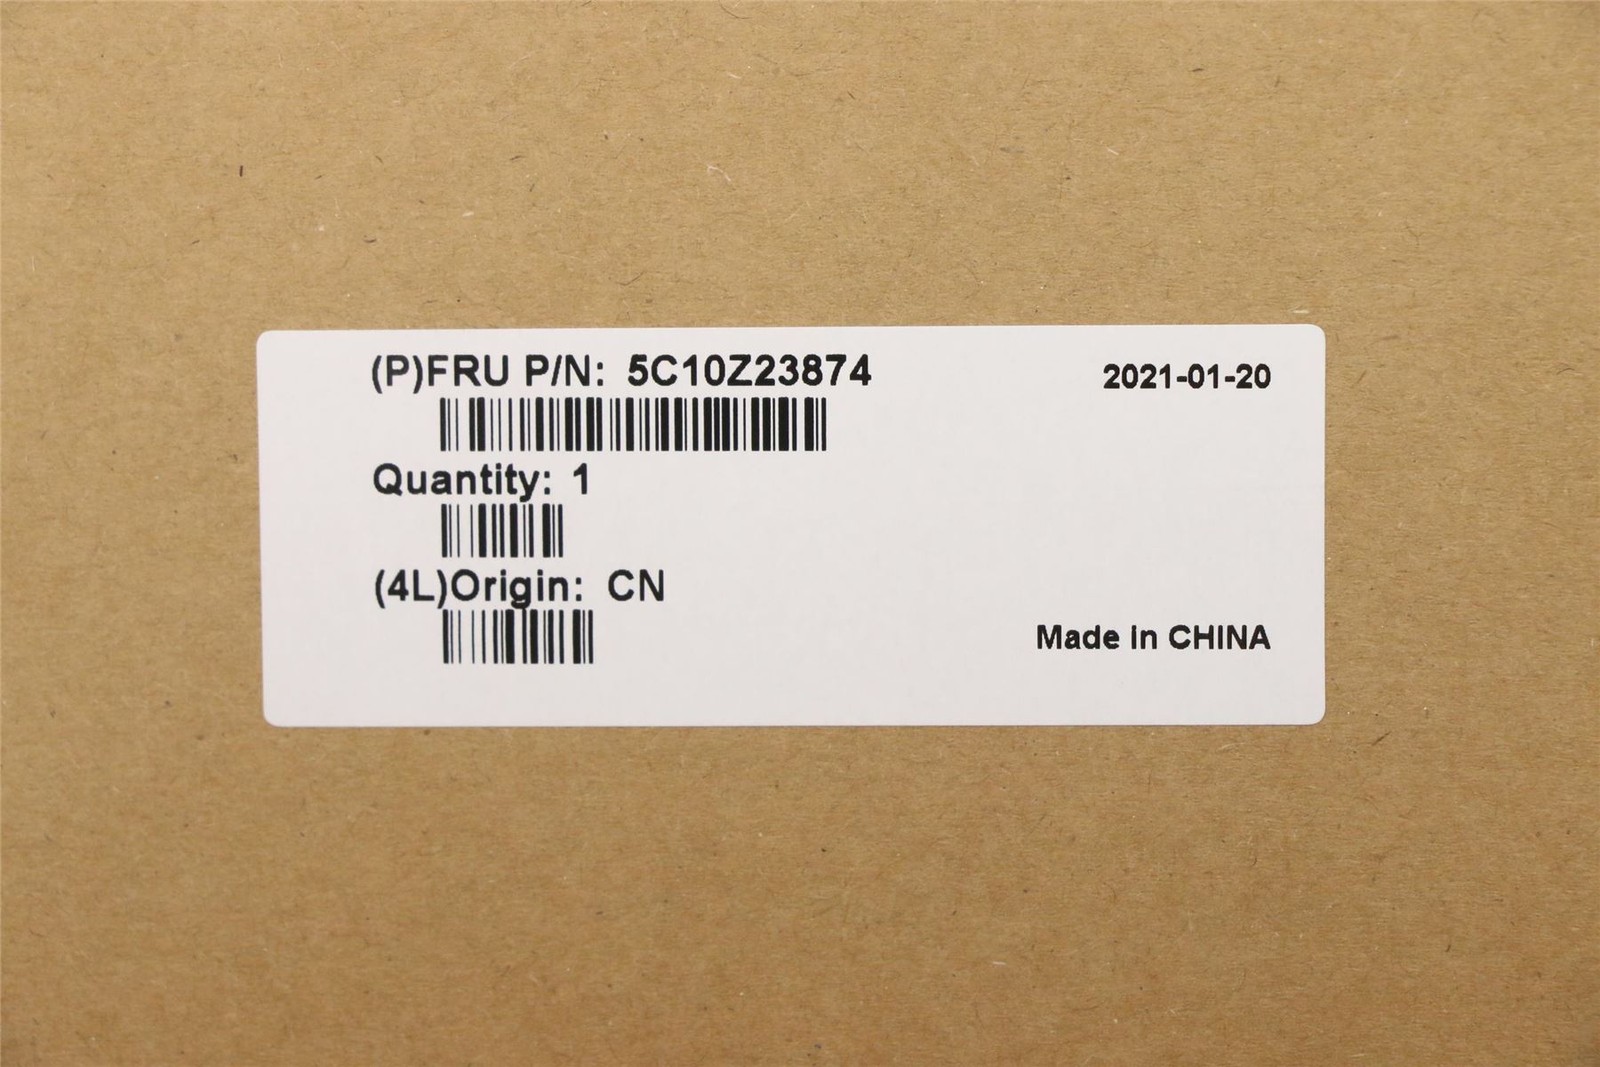 (P)FRU P/N: 5C10Z23874
2021-01-20
Quantity: 1
(4L)Origin: CN
Made in CHINA